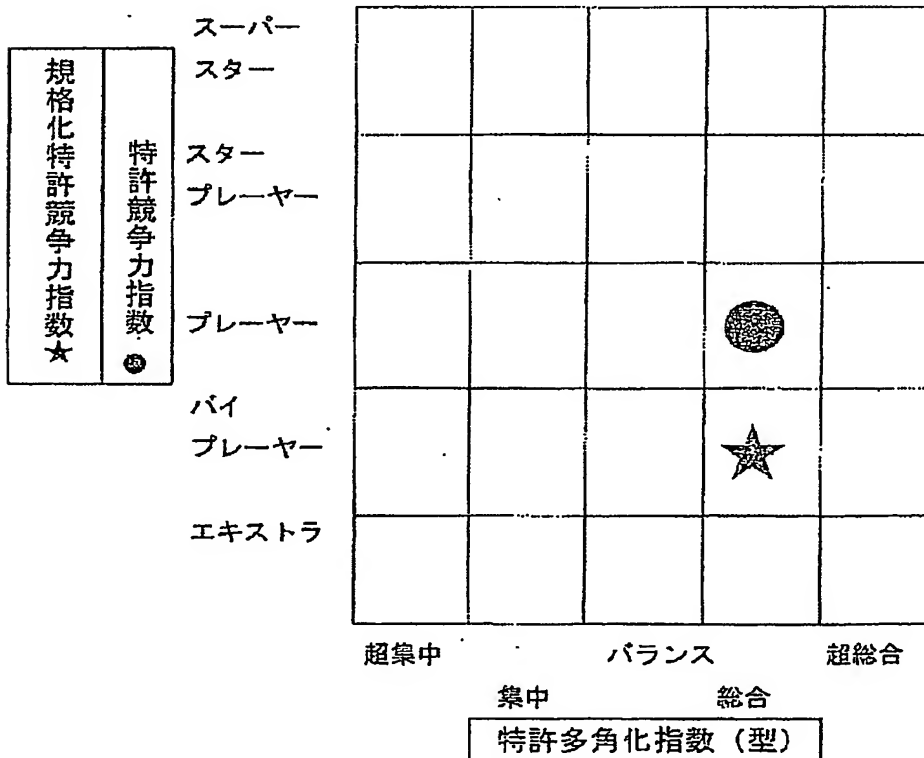 規格化特許競争力指数★
特許競争力指数●
スーパー
スター
スター
プレーヤー
プレーヤー
バイ
プレーヤー
エキストラ
超集中
バランス
超総合
集中
総合
特許多角化指数（型）